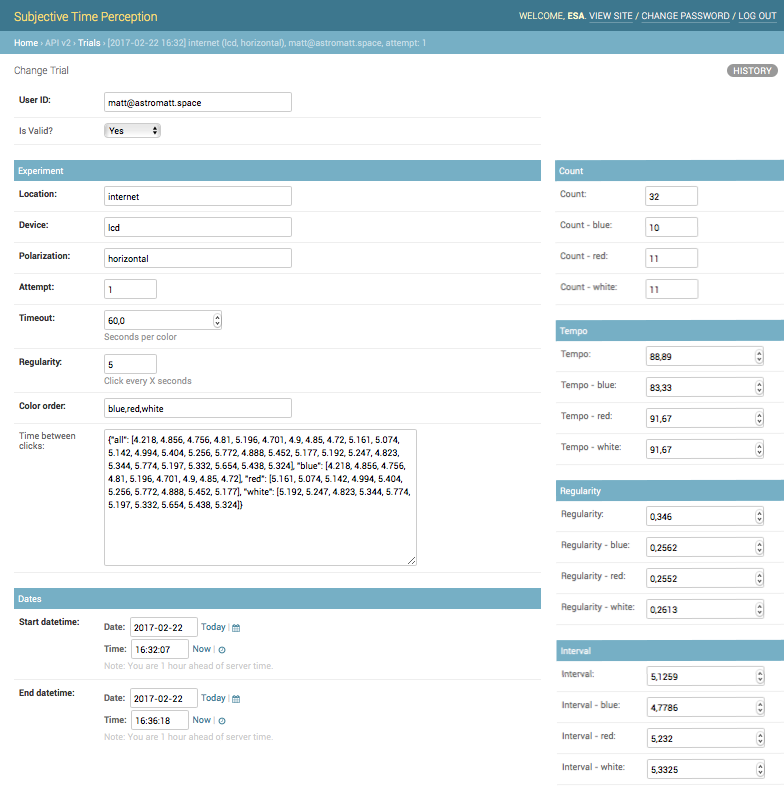 Subjective Time Perception
WELCOME, ESA. VIEW SITE / CHANGE PASSWORD / LOG OUT
Home › API v2 › Trials › [2017-02-22 16:32] internet (lcd, horizontal), matt@astromatt.space, attempt: 1
Change Trial
HISTORY
User ID:
matt@astromatt.space
Is Valid?
Yes
Experiment
Location:
internet
Device:
lcd
Polarization:
horizontal
Attempt:
1
Timeout:
60,0
Seconds per color
Regularity:
5
Click every X seconds
Color order:
blue,red,white
Time between
clicks:
{"all": [4.218, 4.856, 4.756, 4.81, 5.196, 4.701, 4.9, 4.85, 4.72, 5.161, 5.074,
5.142, 4.994, 5.404, 5.256, 5.772, 4.888, 5.452, 5.177, 5.192, 5.247, 4.823,
5.344, 5.774, 5.197, 5.332, 5.654, 5.438, 5.324], "blue": [4.218, 4.856, 4.756,
4.81, 5.196, 4.701, 4.9, 4.85, 4.72], "red": [5.161, 5.074, 5.142, 4.994, 5.404,
5.256, 5.772, 4.888, 5.452, 5.177], "white": [5.192, 5.247, 4.823, 5.344, 5.774,
5.197, 5.332, 5.654, 5.438, 5.324]}
Dates
Start datetime:
Date: 2017-02-22 Today |
Time: 16:32:07 Now |
Note: You are 1 hour ahead of server time.
End datetime:
Date: 2017-02-22 Today |
Time: 16:36:18 Now |
Note: You are 1 hour ahead of server time.
Count
Count: 32
Count - blue: 10
Count - red: 11
Count - white: 11
Tempo
Tempo: 88,89
Tempo - blue: 83,33
Tempo - red: 91,67
Tempo - white: 91,67
Regularity
Regularity: 0,346
Regularity - blue: 0,2562
Regularity - red: 0,2552
Regularity - white: 0,2613
Interval
Interval: 5,1259
Interval - blue: 4,7786
Interval - red: 5,232
Interval - white: 5,3325